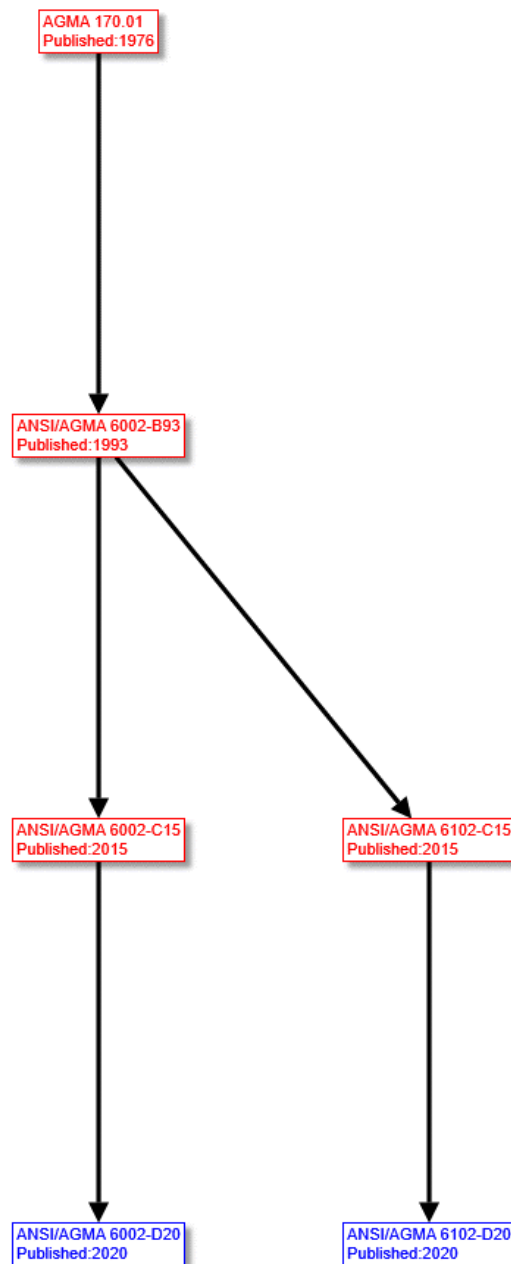 AGMA 170.01
Published:1976
ANSI/AGMA 6002-B93
Published:1993
ANSI/AGMA 6002-C15
Published:2015
ANSI/AGMA 6102-C15
Published:2015
ANSI/AGMA 6002-D20
Published:2020
ANSI/AGMA 6102-D20
Published:2020